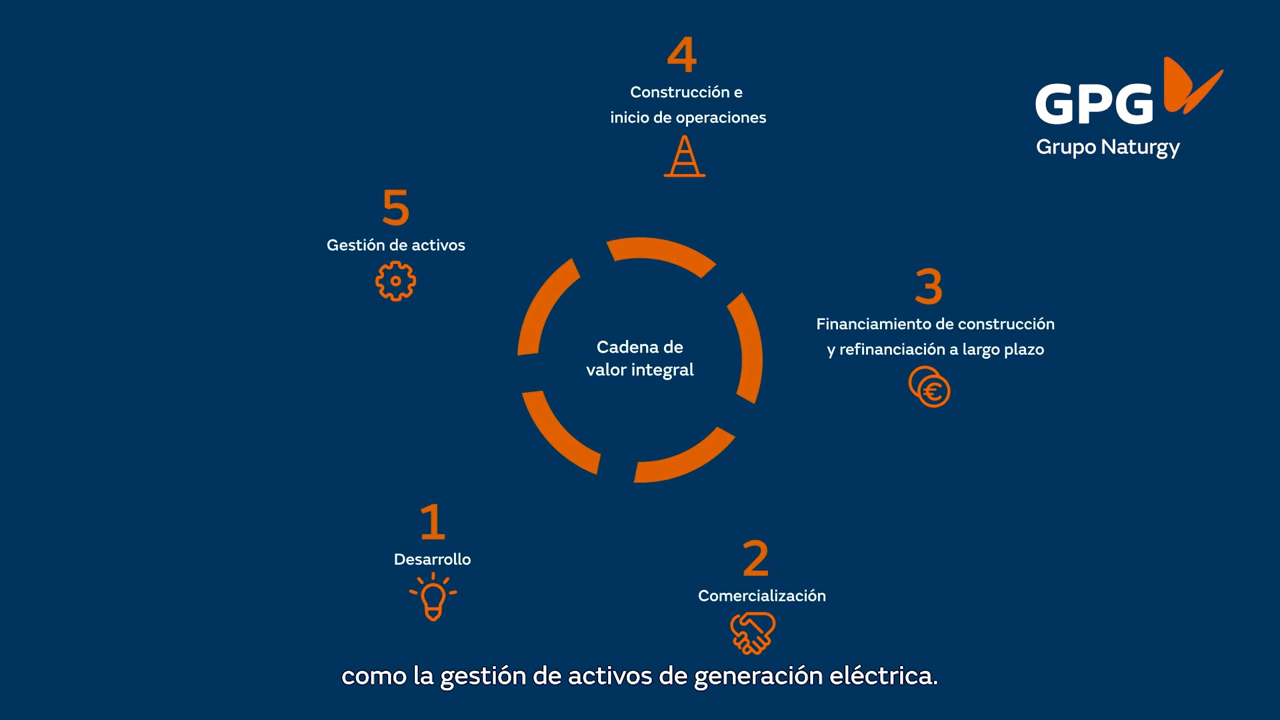 4
Construcción e
inicio de operaciones
GPG
Grupo Naturgy
5
Gestión de activos
3
Financiamiento de construcción
y refinanciación a largo plazo
€
Cadena de
valor integral
1
Desarrollo
2
Comercialización
como la gestión de activos de generación eléctrica.